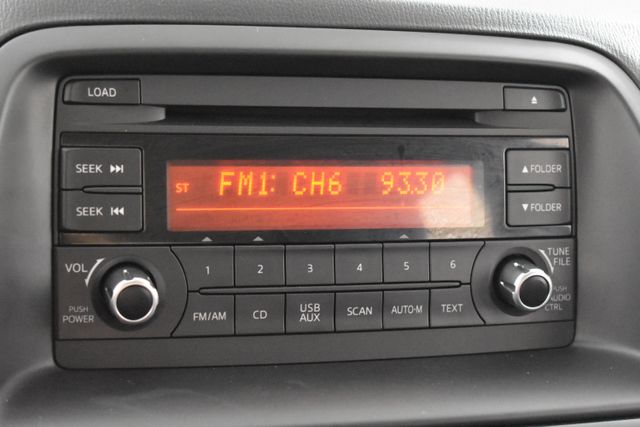 LOAD
SEEK
SEEK
ST FM1: CH6 93.30
FOLDER
FOLDER
VOL
PUSH
POWER
1 2 3 4 5 6
FM/AM CD USB AUX SCAN AUTO-M TEXT
TUNE
FILE
PUSH
AUDIO
CTRL